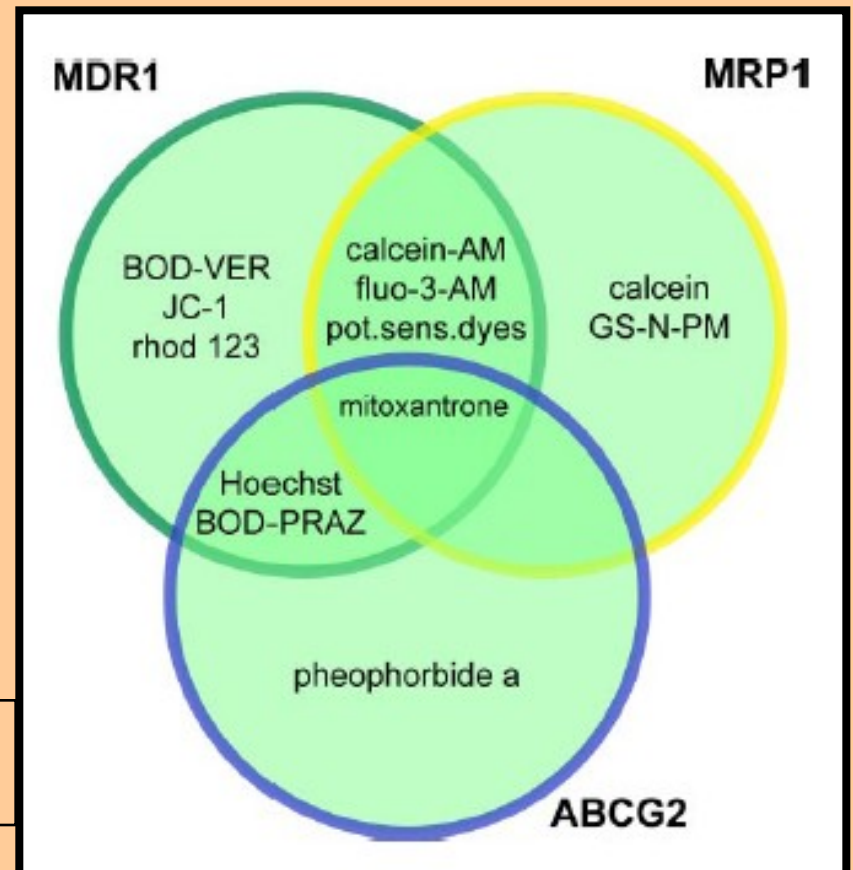 MDR1
MRP1
BOD-VER
JC-1
rhod 123
calcein-AM
fluo-3-AM
pot.sens.dyes
calcein
GS-N-PM
mitoxantrone
Hoechst
BOD-PRAZ
pheophorbide a
ABCG2